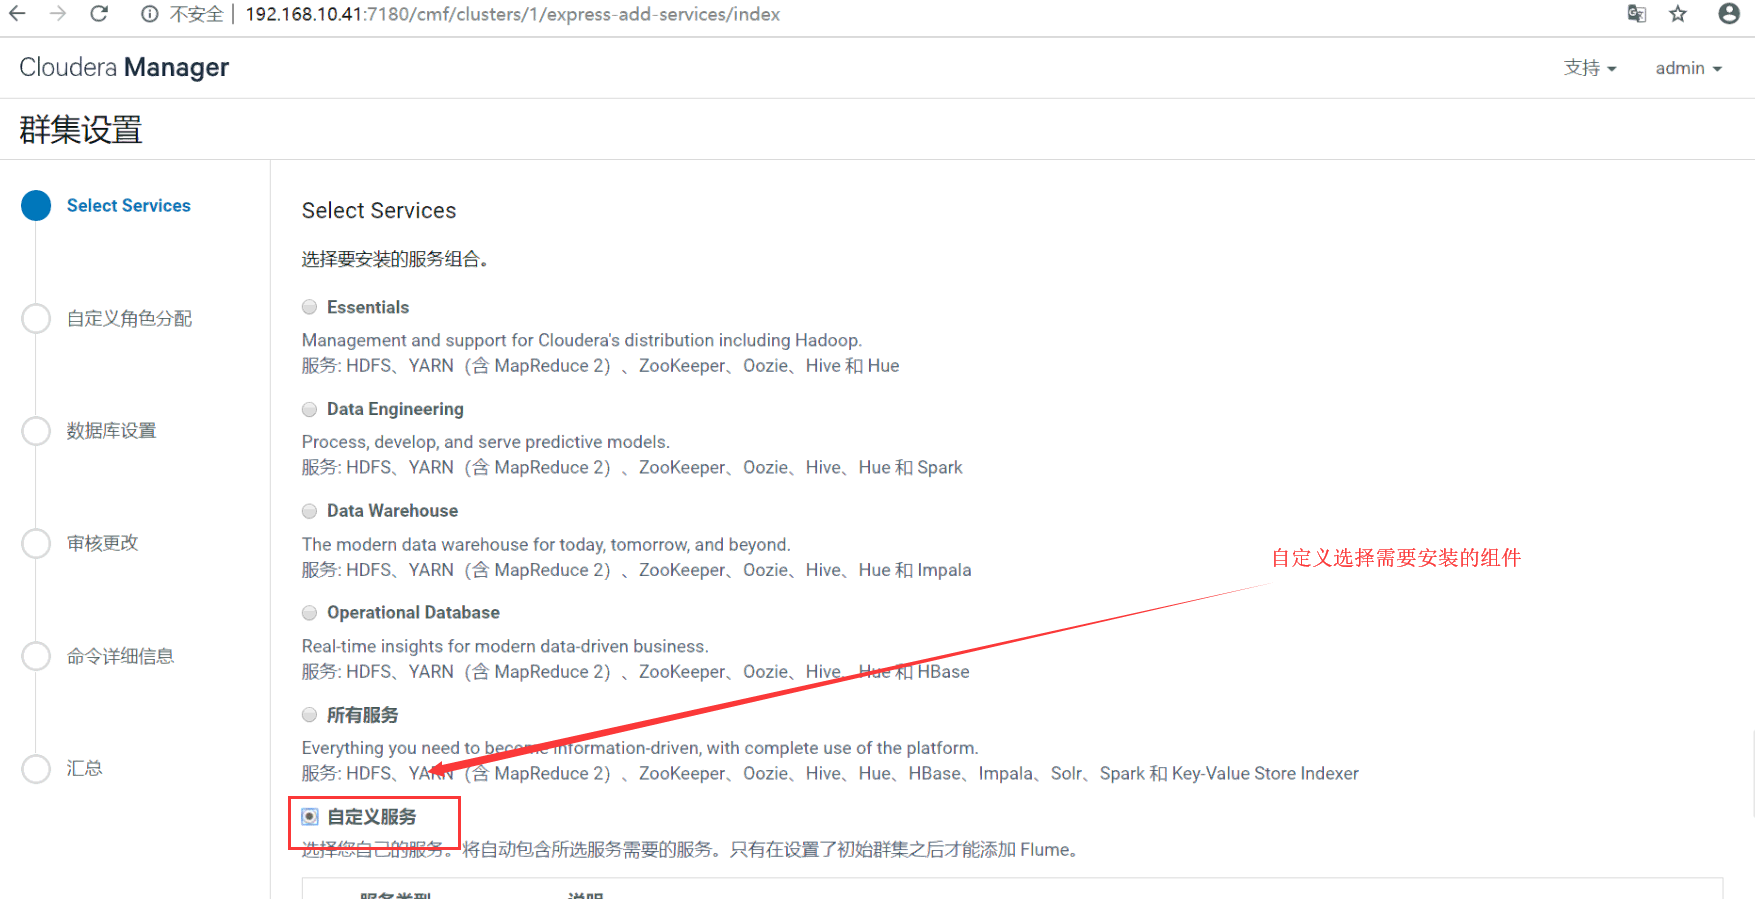 不安全 | 192.168.10.41:7180/cmf/clusters/1/express-add-services/index
Cloudera Manager
支持
admin
群集设置
Select Services
自定义角色分配
数据库设置
审核更改
命令详细信息
汇总
Select Services
选择要安装的服务组合。
Essentials
Management and support for Cloudera's distribution including Hadoop.
服务: HDFS、YARN（含 MapReduce 2）、ZooKeeper、Oozie、Hive 和 Hue
Data Engineering
Process, develop, and serve predictive models.
服务: HDFS、YARN（含 MapReduce 2）、ZooKeeper、Oozie、Hive、Hue 和 Spark
Data Warehouse
The modern data warehouse for today, tomorrow, and beyond.
服务: HDFS、YARN（含 MapReduce 2）、ZooKeeper、Oozie、Hive、Hue 和 Impala
自定义选择需要安装的组件
Operational Database
Real-time insights for modern data-driven business.
服务: HDFS、YARN（含 MapReduce 2）、ZooKeeper、Oozie、Hive、Hue 和 HBase
所有服务
Everything you need to become information-driven, with complete use of the platform.
服务: HDFS、YARN（含 MapReduce 2）、ZooKeeper、Oozie、Hive、Hue、HBase、Impala、Solr、Spark 和 Key-Value Store Indexer
自定义服务
选择您自己的服务。将自动包含所选服务需要的服务。只有在设置了初始群集之后才能添加 Flume。
服务类型
说明